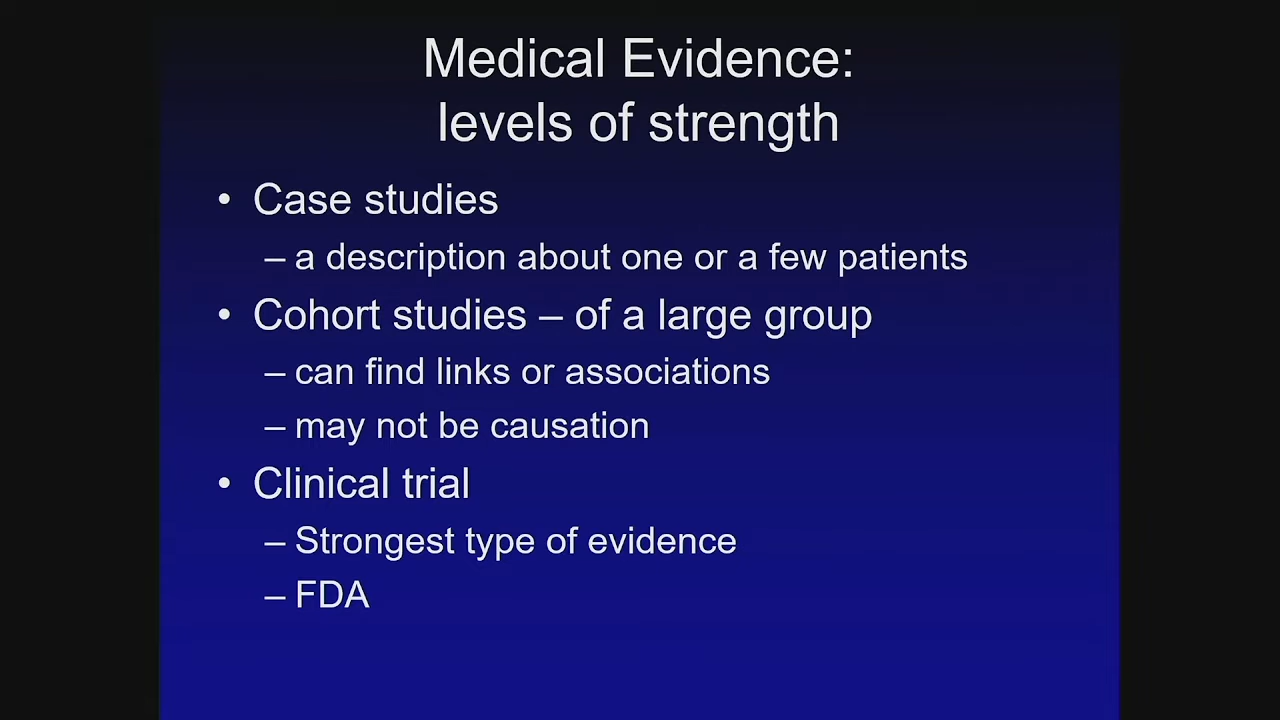 Medical Evidence:
levels of strength
• Case studies
– a description about one or a few patients
• Cohort studies – of a large group
– can find links or associations
– may not be causation
• Clinical trial
– Strongest type of evidence
– FDA